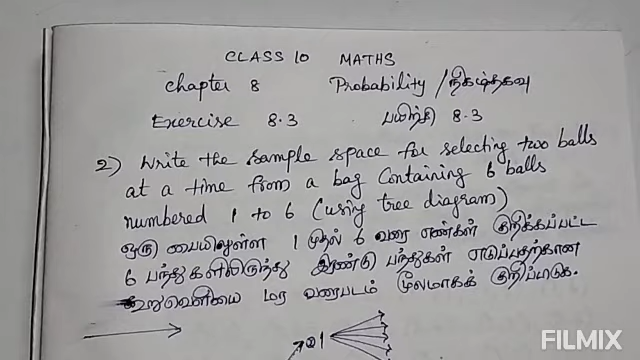 CLASS 10 MATHS
Chapter 8 Probability / நிகழ்தகவு
Exercise 8.3 பயிற்சி 8.3
2) Write the sample space for selecting two balls
at a time from a bag containing 6 balls
numbered 1 to 6 (using tree diagram)
ஒரு பையிலுள்ள 1 முதல் 6 வரை எண்கள் குறிக்கப்பட்ட
6 பந்துகளிலிருந்து இரண்டு பந்துகள் எடுப்பதற்கான
கூறுவெளியை மர வரைபடம் மூலமாகக் குறிப்பிடுக.
1
FILMIX